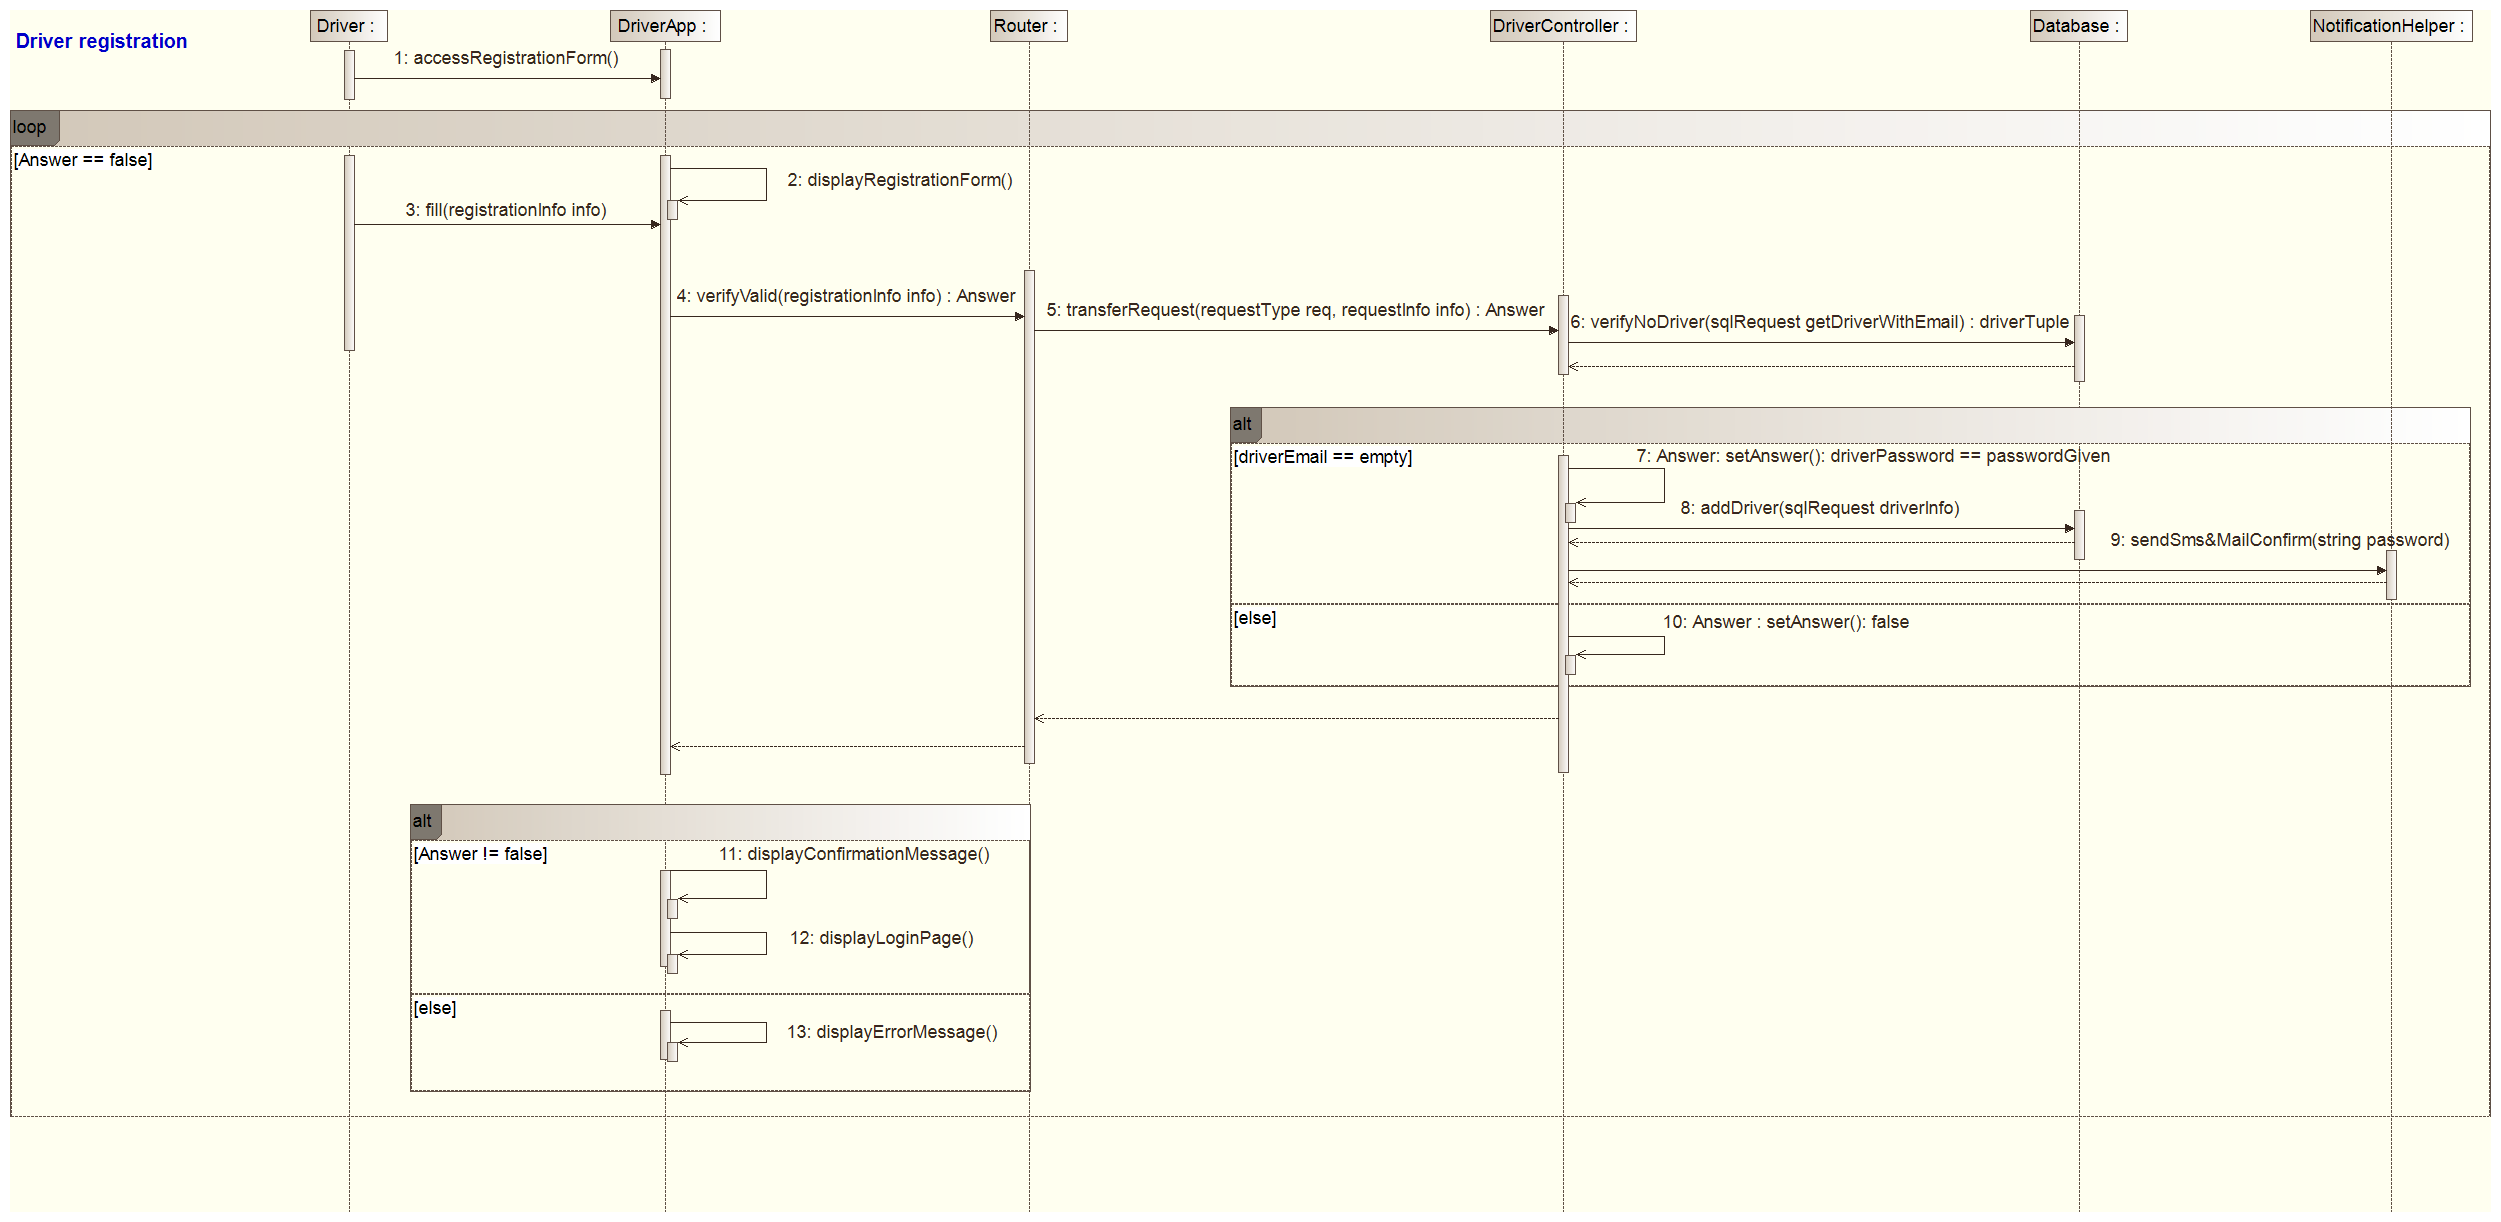 Driver :
DriverApp :
Router :
DriverController :
Database :
NotificationHelper :
Driver registration
1: accessRegistrationForm()
loop
[Answer == false]
2: displayRegistrationForm()
3: fill(registrationInfo info)
4: verifyValid(registrationInfo info) : Answer
5: transferRequest(requestType req, requestInfo info) : Answer
6: verifyNoDriver(sqlRequest getDriverWithEmail) : driverTuple
alt
[driverEmail == empty]
7: Answer: setAnswer(): driverPassword == passwordGiven
8: addDriver(sqlRequest driverInfo)
9: sendSms&MailConfirm(string password)
[else]
10: Answer : setAnswer(): false
alt
[Answer != false]
11: displayConfirmationMessage()
12: displayLoginPage()
[else]
13: displayErrorMessage()